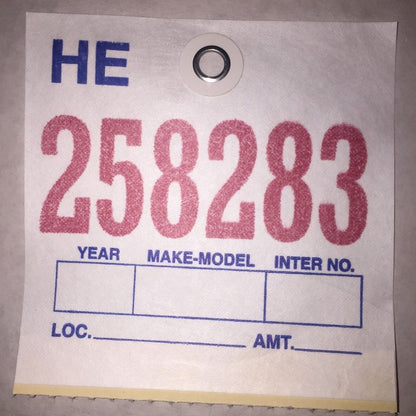 HE
258283
YEAR MAKE-MODEL INTER NO.
LOC. AMT.